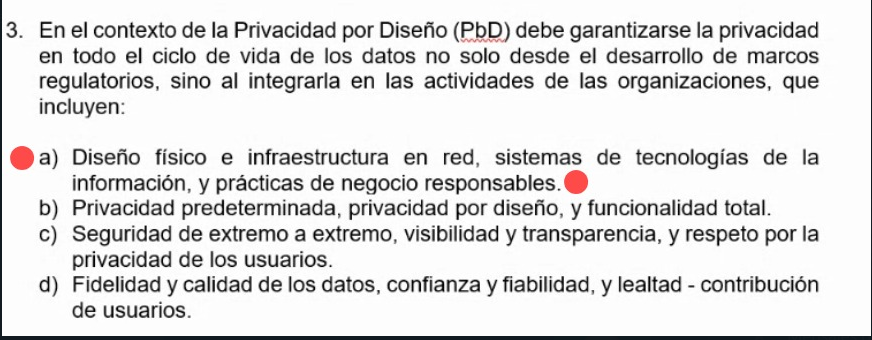 3. En el contexto de la Privacidad por Diseño (PbD) debe garantizarse la privacidad
en todo el ciclo de vida de los datos no solo desde el desarrollo de marcos
regulatorios, sino al integrarla en las actividades de las organizaciones, que
incluyen:
a) Diseño físico e infraestructura en red, sistemas de tecnologías de la
información, y prácticas de negocio responsables.
b) Privacidad predeterminada, privacidad por diseño, y funcionalidad total.
c) Seguridad de extremo a extremo, visibilidad y transparencia, y respeto por la
privacidad de los usuarios.
d) Fidelidad y calidad de los datos, confianza y fiabilidad, y lealtad - contribución
de usuarios.